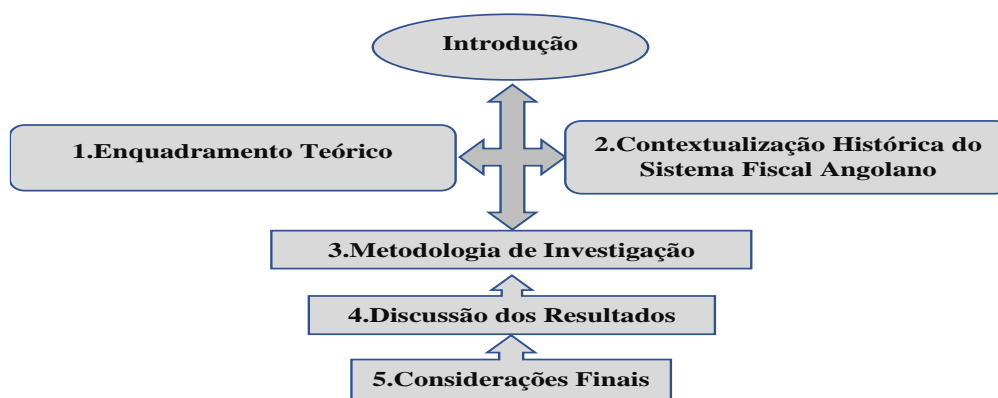 Introdução
1.Enquadramento Teórico
2.Contextualização Histórica do
Sistema Fiscal Angolano
3.Metodologia de Investigação
4.Discussão dos Resultados
5.Considerações Finais